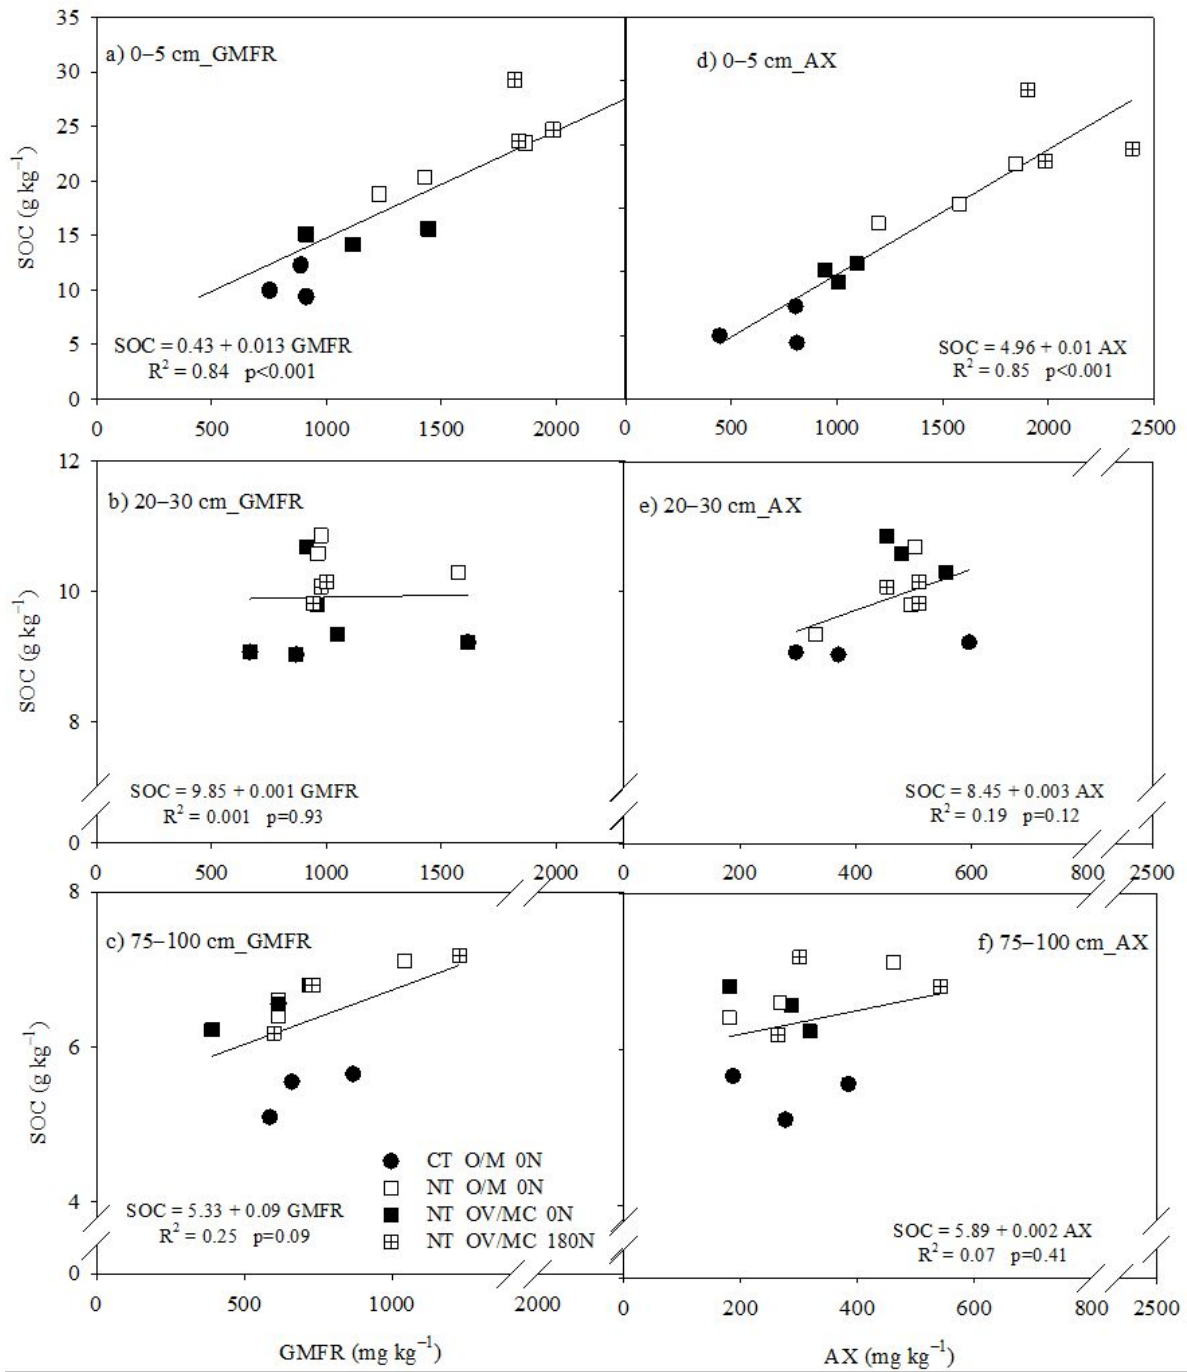 35
30
25
20
15
10
5
0
SOC (g kg⁻¹)
a) 0–5 cm_GMFR
SOC = 0.43 + 0.013 GMFR
R² = 0.84 p<0.001
0 500 1000 1500 2000
d) 0–5 cm_AX
SOC = 4.96 + 0.01 AX
R² = 0.85 p<0.001
0 500 1000 1500 2000 2500
12
10
8
0
SOC (g kg⁻¹)
b) 20–30 cm_GMFR
SOC = 9.85 + 0.001 GMFR
R² = 0.001 p=0.93
0 500 1000 1500 2000
e) 20–30 cm_AX
SOC = 8.45 + 0.003 AX
R² = 0.19 p=0.12
0 200 400 600 800 2500
8
6
4
0
SOC (g kg⁻¹)
c) 75–100 cm_GMFR
CT O/M 0N
NT O/M 0N
NT OV/MC 0N
NT OV/MC 180N
SOC = 5.33 + 0.09 GMFR
R² = 0.25 p=0.09
0 500 1000 2000
GMFR (mg kg⁻¹)
f) 75–100 cm_AX
SOC = 5.89 + 0.002 AX
R² = 0.07 p=0.41
0 200 400 600 800 2500
AX (mg kg⁻¹)